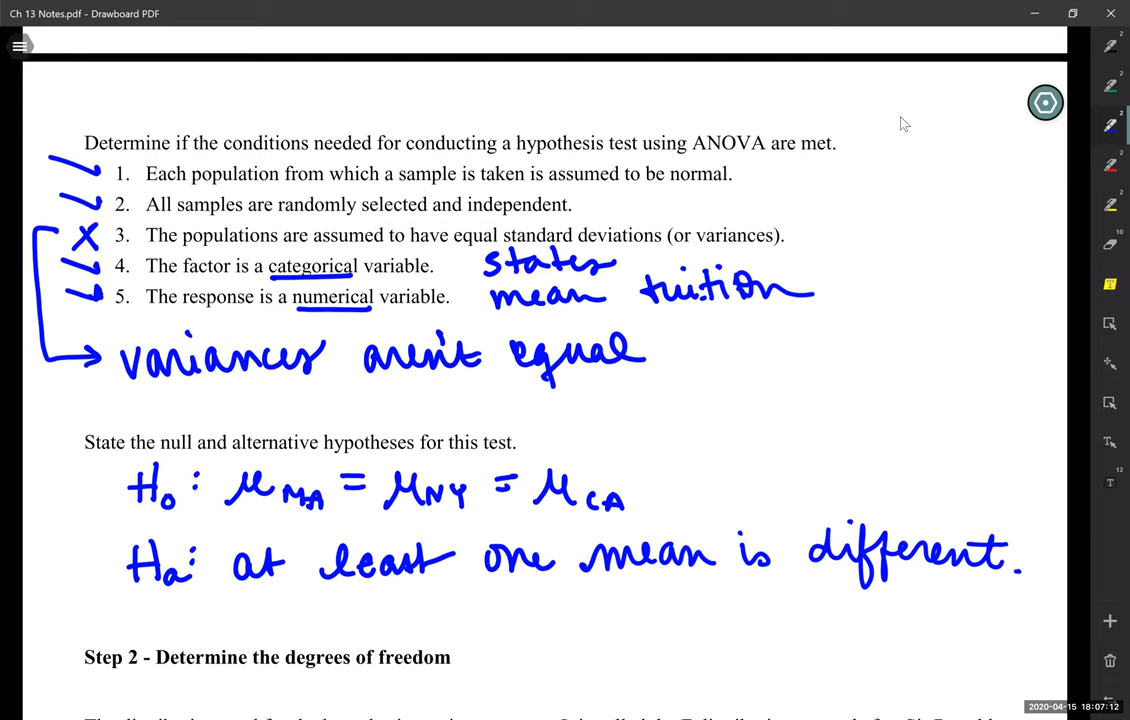 Ch 13 Notes.pdf - Drawboard PDF
Determine if the conditions needed for conducting a hypothesis test using ANOVA are met.
1. Each population from which a sample is taken is assumed to be normal.
2. All samples are randomly selected and independent.
3. The populations are assumed to have equal standard deviations (or variances).
4. The factor is a categorical variable. states
5. The response is a numerical variable. mean tuition
variances aren't equal
State the null and alternative hypotheses for this test.
H₀: μ_MA = μ_NY = μ_CA
Hₐ: at least one mean is different.
Step 2 - Determine the degrees of freedom
2020-04-15 18:07:12